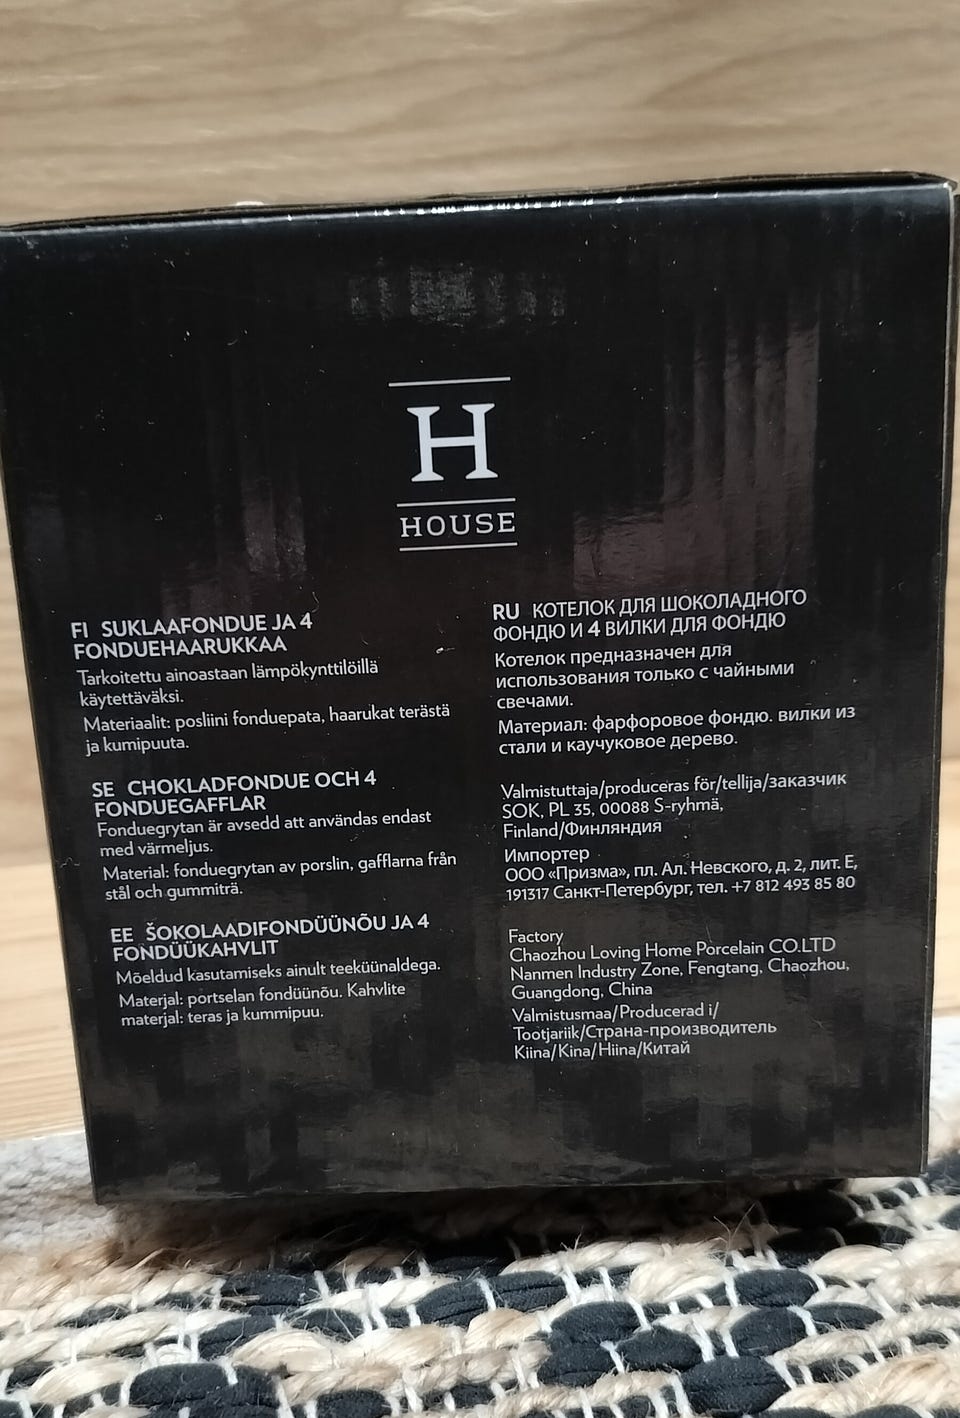 H
HOUSE
FI SUKLAAFONDUE JA 4
FONDUEHAARUKKAA
Tarkoitettu ainoastaan lämpökynttilöillä
käytettäväksi.
Materiaalit: posliini fonduepata, haarukat terästä
ja kumipuuta.
SE CHOKLADFONDUE OCH 4
FONDUEGAFFLAR
Fonduegrytan är avsedd att användas endast
med värmeljus.
Material: fonduegrytan av porslin, gafflarna från
stål och gummiträ.
EE ŠOKOLAADIFONDÜÜNÕU JA 4
FONDÜÜKAHVLIT
Mõeldud kasutamiseks ainult teeküünaldega.
Materjal: portselan fondüünõu. Kahvlite
materjal: teras ja kummipuu.
RU КОТЕЛОК ДЛЯ ШОКОЛАДНОГО
ФОНДЮ И 4 ВИЛКИ ДЛЯ ФОНДЮ
Котелок предназначен для
использования только с чайными
свечами.
Материал: фарфоровое фондю. вилки из
стали и каучуковое дерево.
Valmistuttaja/produceras för/tellija/заказчик
SOK, PL 35, 00088 S-ryhmä,
Finland/Финляндия
Импортер
ООО «Призма», пл. Ал. Невского, д. 2, лит. Е,
191317 Санкт-Петербург, тел. +7 812 493 85 80
Factory
Chaozhou Loving Home Porcelain CO.LTD
Nanmen Industry Zone, Fengtang, Chaozhou,
Guangdong, China
Valmistusmaa/Producerad i/
Tootjariik/Страна-производитель
Kiina/Kina/Hiina/Китай